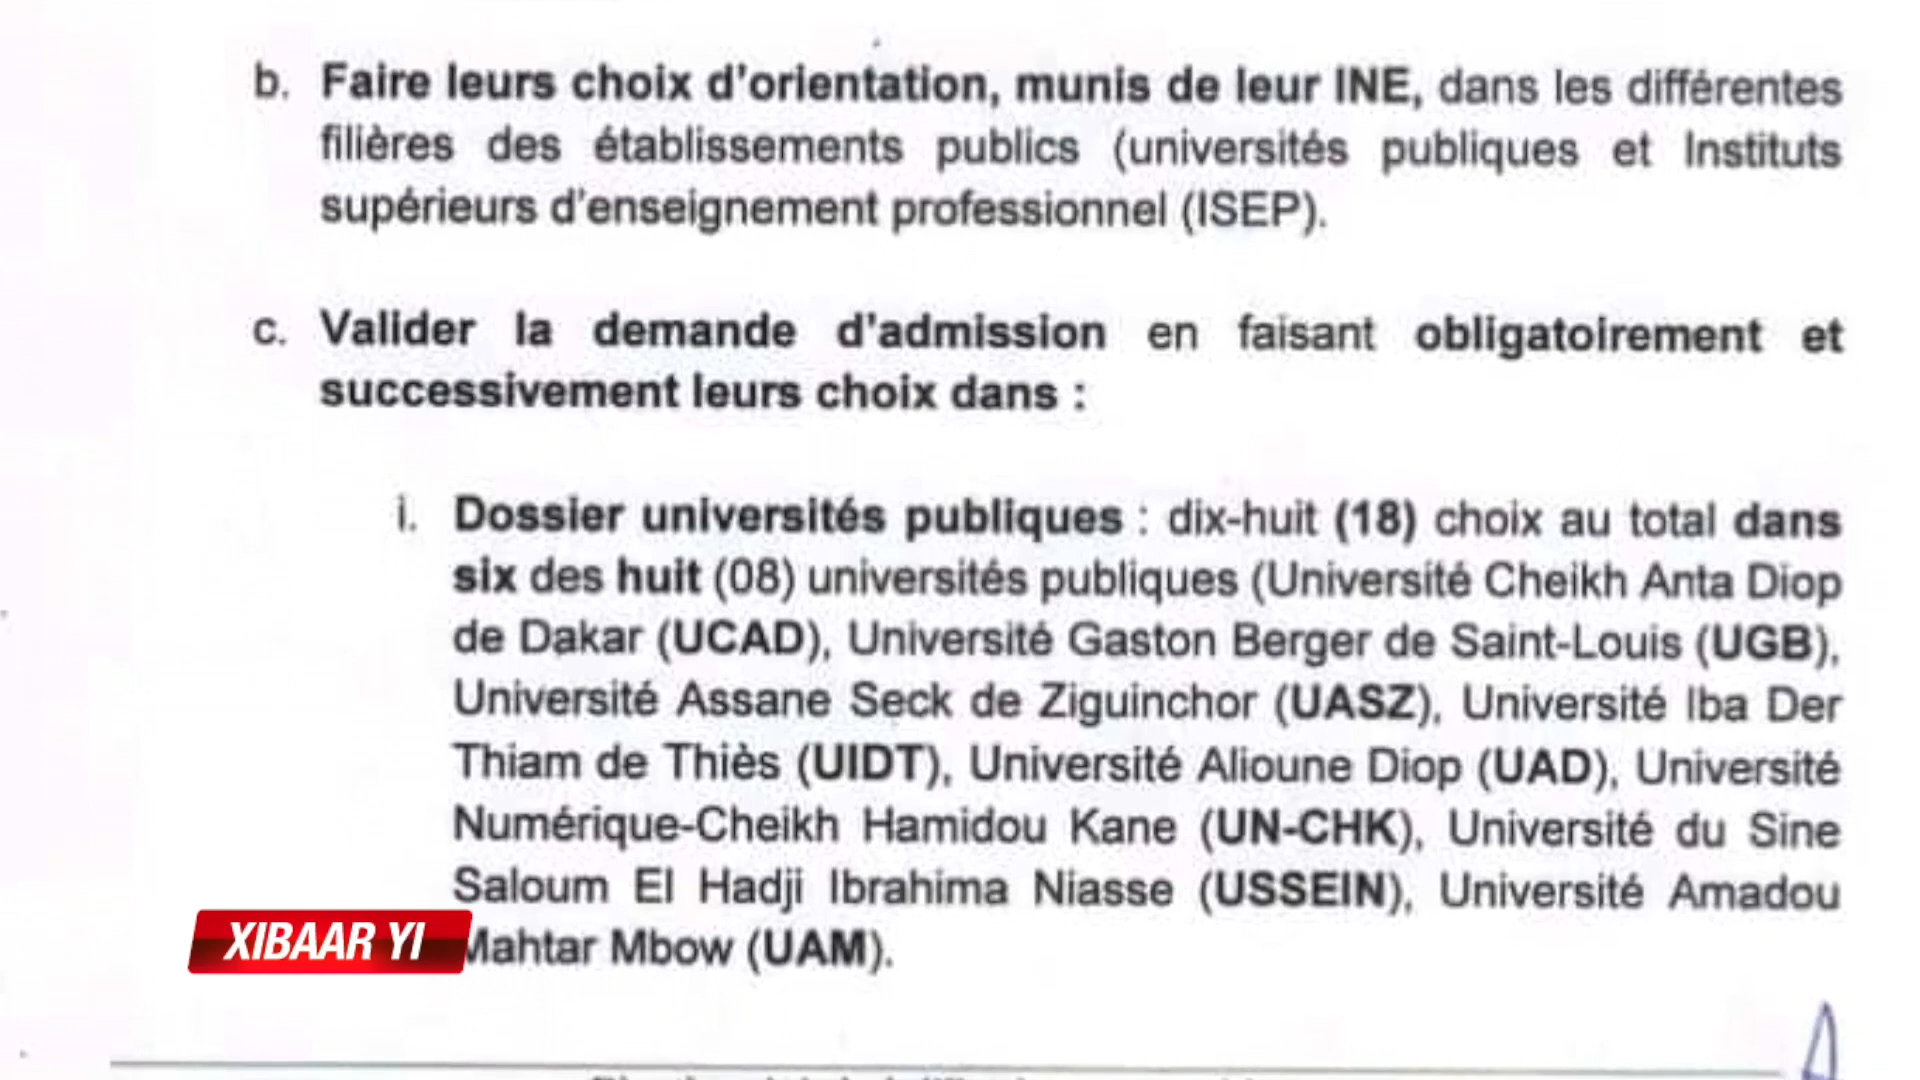 b. Faire leurs choix d'orientation, munis de leur INE, dans les différentes
filières des établissements publics (universités publiques et Instituts
supérieurs d'enseignement professionnel (ISEP).
c. Valider la demande d'admission en faisant obligatoirement et
successivement leurs choix dans :
i. Dossier universités publiques : dix-huit (18) choix au total dans
six des huit (08) universités publiques (Université Cheikh Anta Diop
de Dakar (UCAD), Université Gaston Berger de Saint-Louis (UGB),
Université Assane Seck de Ziguinchor (UASZ), Université Iba Der
Thiam de Thiès (UIDT), Université Alioune Diop (UAD), Université
Numérique-Cheikh Hamidou Kane (UN-CHK), Université du Sine
Saloum El Hadji Ibrahima Niasse (USSEIN), Université Amadou
Mahtar Mbow (UAM).
XIBAAR YI